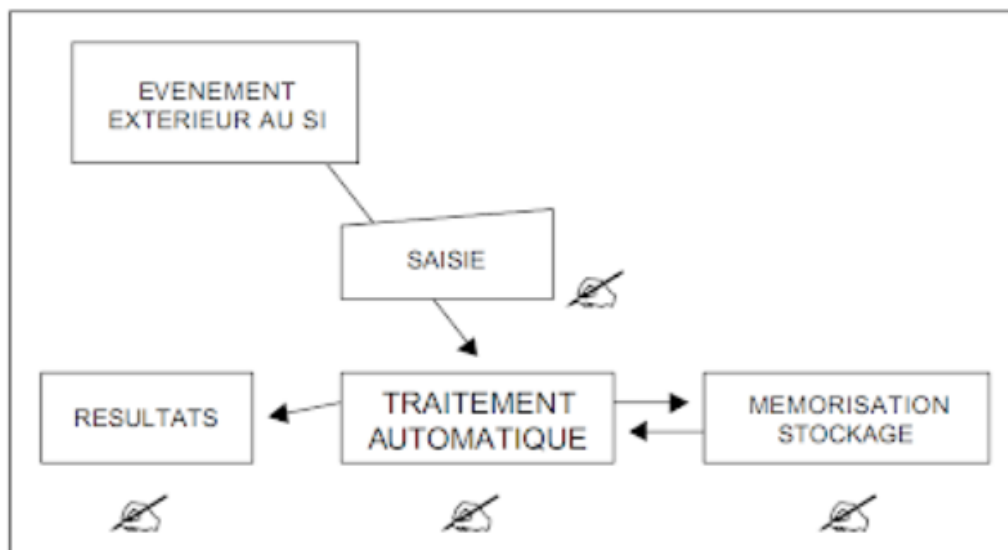 EVENEMENT
EXTERIEUR AU SI
SAISIE
RESULTATS
TRAITEMENT
AUTOMATIQUE
MEMORISATION
STOCKAGE